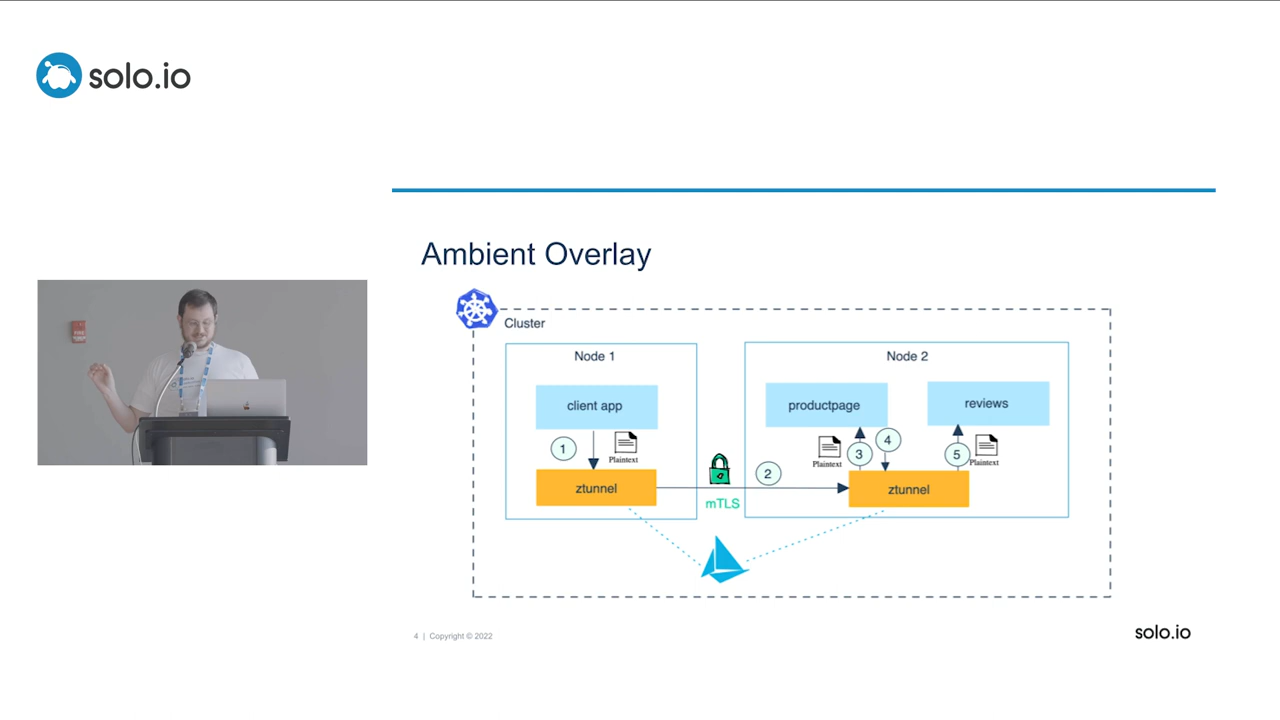 solo.io
Ambient Overlay
Cluster
Node 1
Node 2
client app
productpage
reviews
1
Plaintext
Plaintext
3
4
5
Plaintext
2
ztunnel
ztunnel
mTLS
4 | Copyright © 2022
solo.io